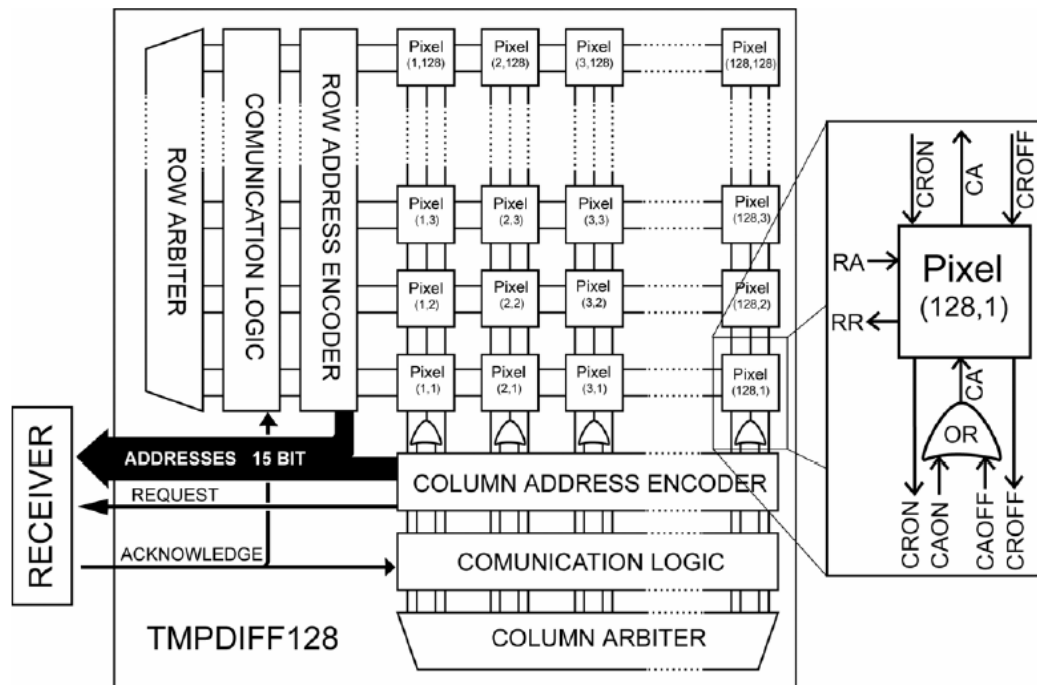 ROW ARBITER
COMUNICATION LOGIC
ROW ADDRESS ENCODER
Pixel
(1,128)
Pixel
(2,128)
Pixel
(3,128)
Pixel
(128,128)
Pixel
(1,3)
Pixel
(2,3)
Pixel
(3,3)
Pixel
(128,3)
Pixel
(1,2)
Pixel
(2,2)
Pixel
(3,2)
Pixel
(128,2)
Pixel
(1,1)
Pixel
(2,1)
Pixel
(3,1)
Pixel
(128,1)
RECEIVER
ADDRESSES 15 BIT
REQUEST
ACKNOWLEDGE
COLUMN ADDRESS ENCODER
COMUNICATION LOGIC
COLUMN ARBITER
TMPDIFF128
CRON
CA
CROFF
RA
RR
Pixel
(128,1)
CA
OR
CRON
CAON
CAOFF
CROFF